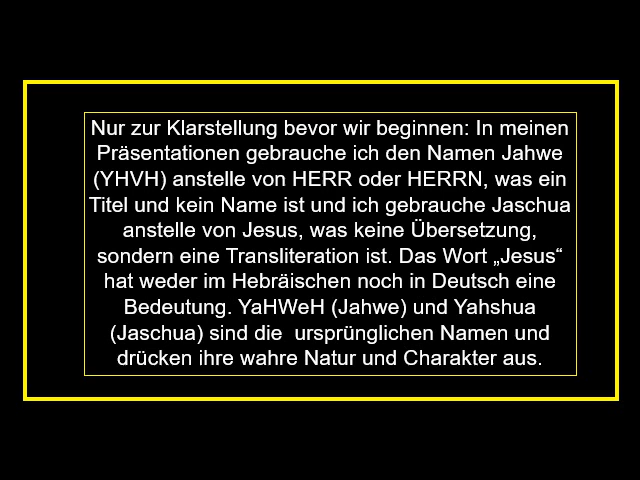 Nur zur Klarstellung bevor wir beginnen: In meinen
Präsentationen gebrauche ich den Namen Jahwe
(YHVH) anstelle von HERR oder HERRN, was ein
Titel und kein Name ist und ich gebrauche Jaschua
anstelle von Jesus, was keine Übersetzung,
sondern eine Transliteration ist. Das Wort „Jesus“
hat weder im Hebräischen noch in Deutsch eine
Bedeutung. YaHWeH (Jahwe) und Yahshua
(Jaschua) sind die  ursprünglichen Namen und
drücken ihre wahre Natur und Charakter aus.